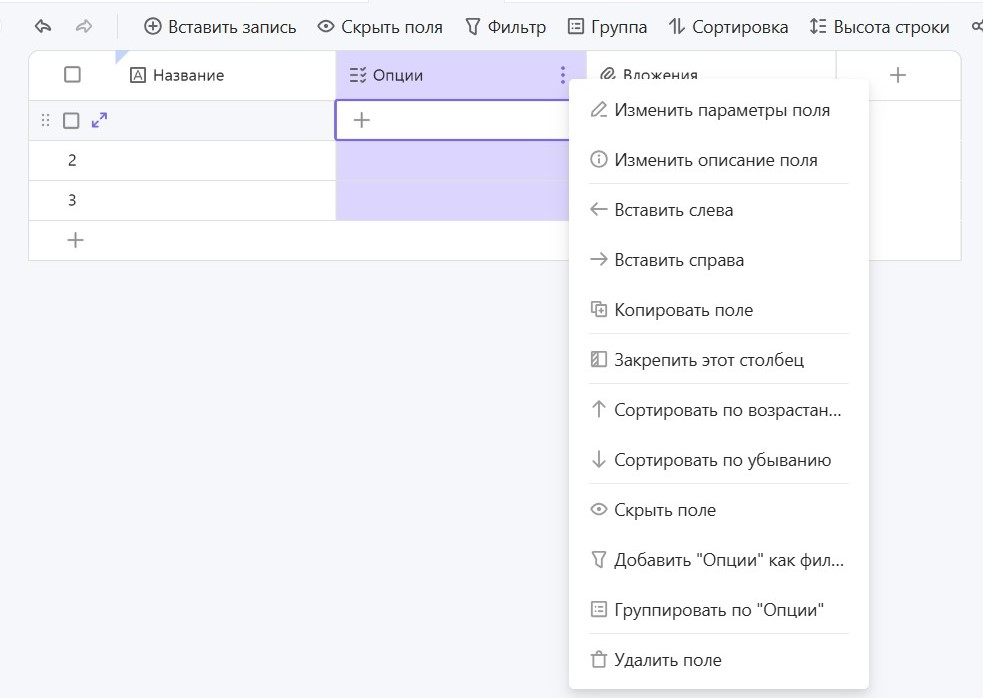 Вставить запись Скрыть поля Фильтр Группа Сортировка Высота строки
Название Опции Вложения
2
3
Изменить параметры поля
Изменить описание поля
Вставить слева
Вставить справа
Копировать поле
Закрепить этот столбец
Сортировать по возрастан...
Сортировать по убыванию
Скрыть поле
Добавить "Опции" как фил...
Группировать по "Опции"
Удалить поле